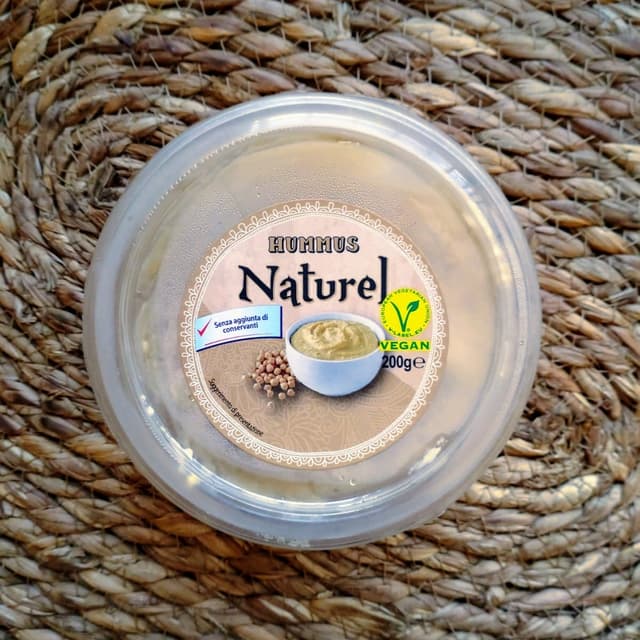 HUMMUS
Naturel
Senza aggiunta di
conservanti
VEGAN
200g℮
Suggerimento di presentazione